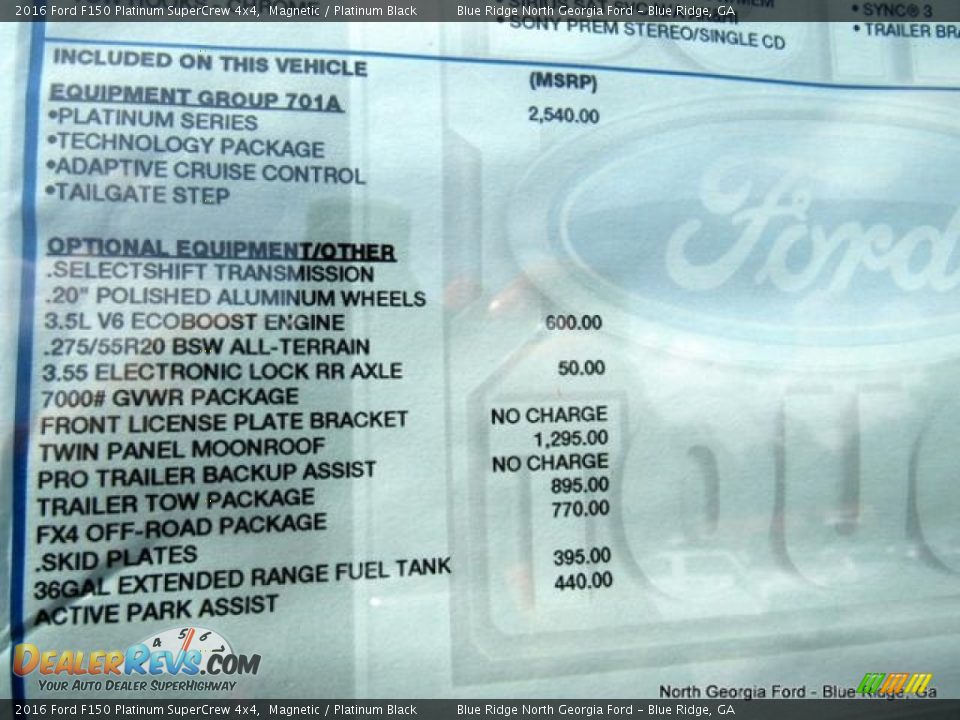 2016 Ford F150 Platinum SuperCrew 4x4, Magnetic / Platinum Black Blue Ridge North Georgia Ford - Blue Ridge, GA
• SONY PREM STEREO/SINGLE CD
• SYNC® 3
• TRAILER BRA
INCLUDED ON THIS VEHICLE
(MSRP)
EQUIPMENT GROUP 701A 2,540.00
•PLATINUM SERIES
•TECHNOLOGY PACKAGE
•ADAPTIVE CRUISE CONTROL
•TAILGATE STEP
Ford
OPTIONAL EQUIPMENT/OTHER
.SELECTSHIFT TRANSMISSION
.20" POLISHED ALUMINUM WHEELS
3.5L V6 ECOBOOST ENGINE 600.00
.275/55R20 BSW ALL-TERRAIN
3.55 ELECTRONIC LOCK RR AXLE 50.00
7000# GVWR PACKAGE
FRONT LICENSE PLATE BRACKET NO CHARGE
TWIN PANEL MOONROOF 1,295.00
PRO TRAILER BACKUP ASSIST NO CHARGE
TRAILER TOW PACKAGE 895.00
FX4 OFF-ROAD PACKAGE 770.00
.SKID PLATES
36GAL EXTENDED RANGE FUEL TANK 395.00
ACTIVE PARK ASSIST 440.00
4 5 6
DEALERREVS.COM
YOUR AUTO DEALER SUPERHIGHWAY
North Georgia Ford - Blue Ridge, Ga
2016 Ford F150 Platinum SuperCrew 4x4, Magnetic / Platinum Black Blue Ridge North Georgia Ford - Blue Ridge, GA